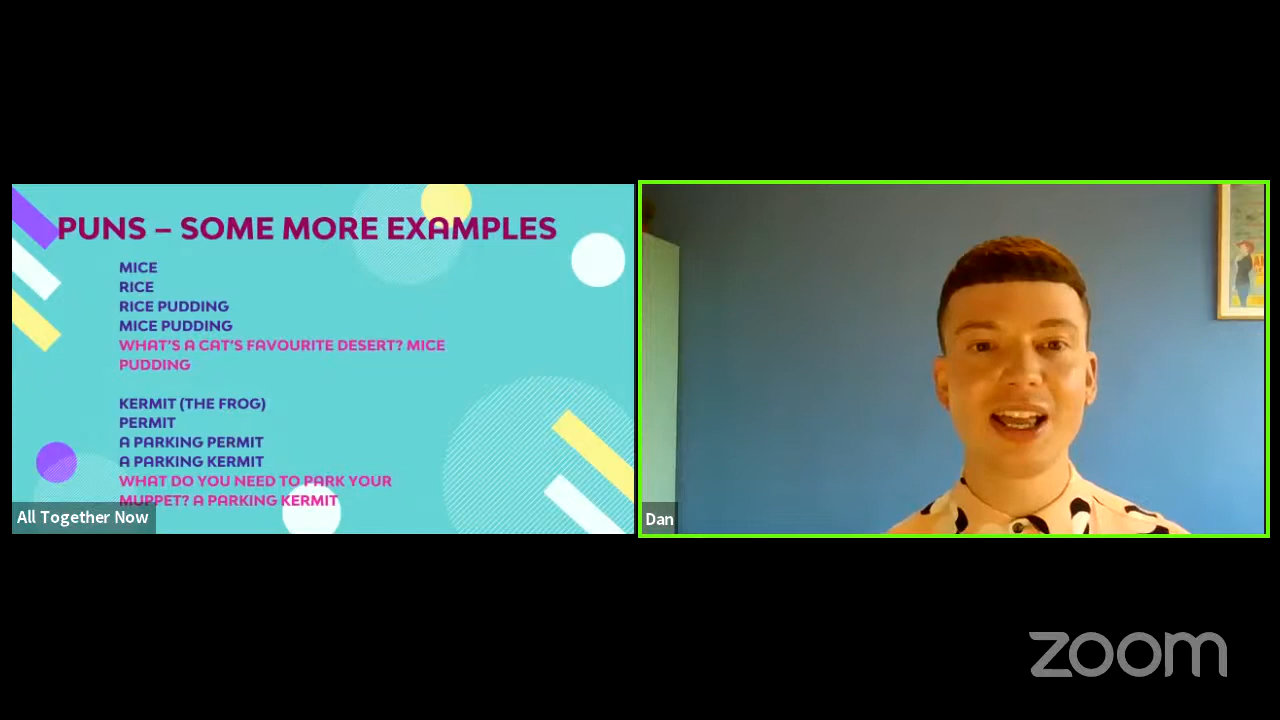 PUNS – SOME MORE EXAMPLES
MICE
RICE
RICE PUDDING
MICE PUDDING
WHAT'S A CAT'S FAVOURITE DESERT? MICE
PUDDING
KERMIT (THE FROG)
PERMIT
A PARKING PERMIT
A PARKING KERMIT
WHAT DO YOU NEED TO PARK YOUR
MUPPET? A PARKING KERMIT
All Together Now
Dan
zoom